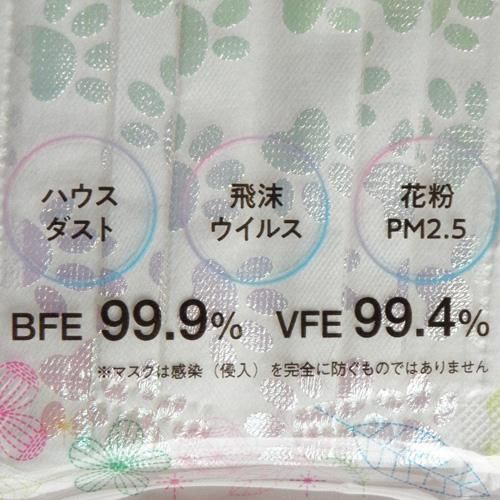 ハウス
ダスト
飛沫
ウイルス
花粉
PM2.5
BFE 99.9% VFE 99.4%
※マスクは感染（侵入）を完全に防ぐものではありません